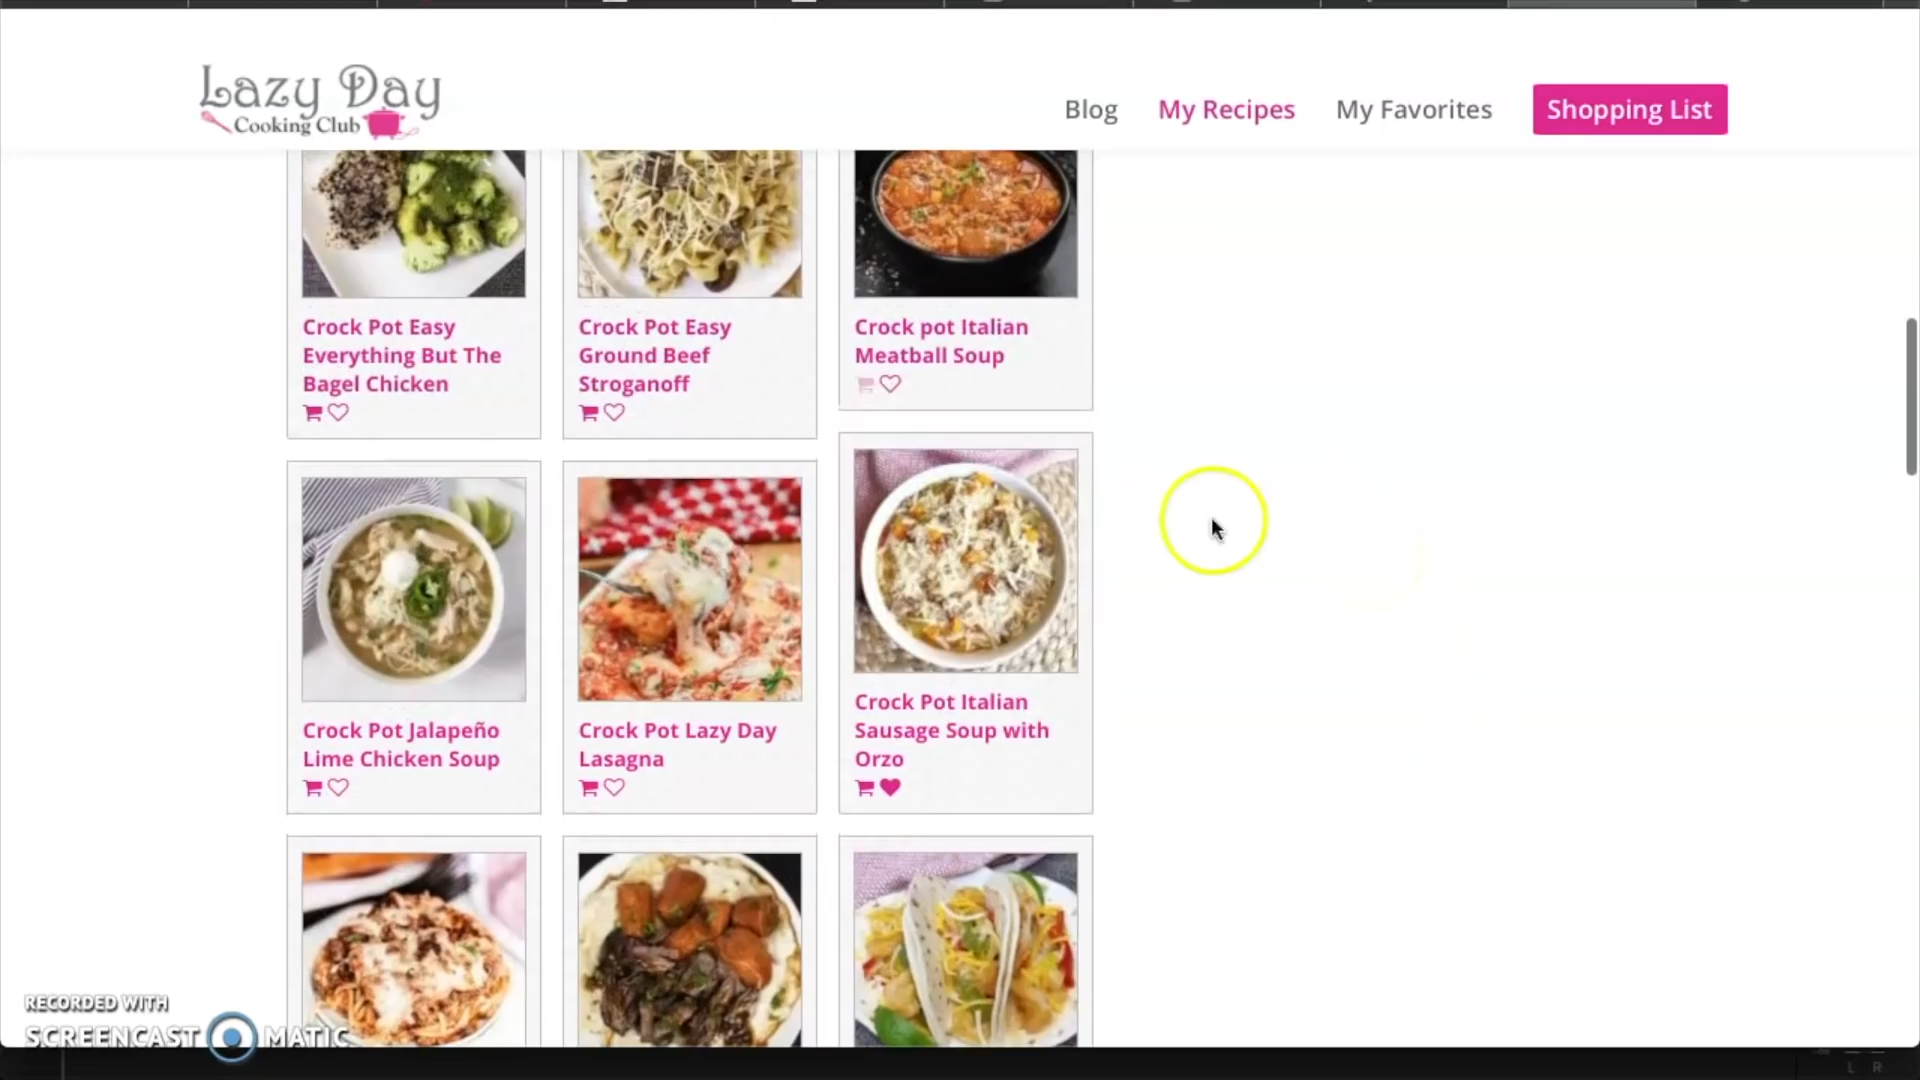 Lazy Day
Cooking Club
Blog
My Recipes
My Favorites
Shopping List
Crock Pot Easy
Everything But The
Bagel Chicken
Crock Pot Easy
Ground Beef
Stroganoff
Crock pot Italian
Meatball Soup
Crock Pot Jalapeño
Lime Chicken Soup
Crock Pot Lazy Day
Lasagna
Crock Pot Italian
Sausage Soup with
Orzo
RECORDED WITH
SCREENCAST MATIC
L R